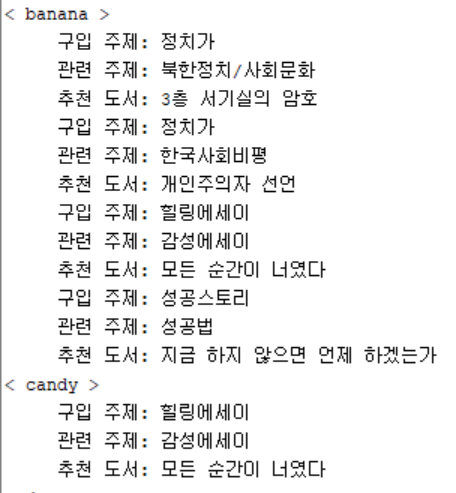 < banana >
구입 주제: 정치가
관련 주제: 북한정치/사회문화
추천 도서: 3층 서기실의 암호
구입 주제: 정치가
관련 주제: 한국사회비평
추천 도서: 개인주의자 선언
구입 주제: 힐링에세이
관련 주제: 감성에세이
추천 도서: 모든 순간이 너였다
구입 주제: 성공스토리
관련 주제: 성공법
추천 도서: 지금 하지 않으면 언제 하겠는가
< candy >
구입 주제: 힐링에세이
관련 주제: 감성에세이
추천 도서: 모든 순간이 너였다